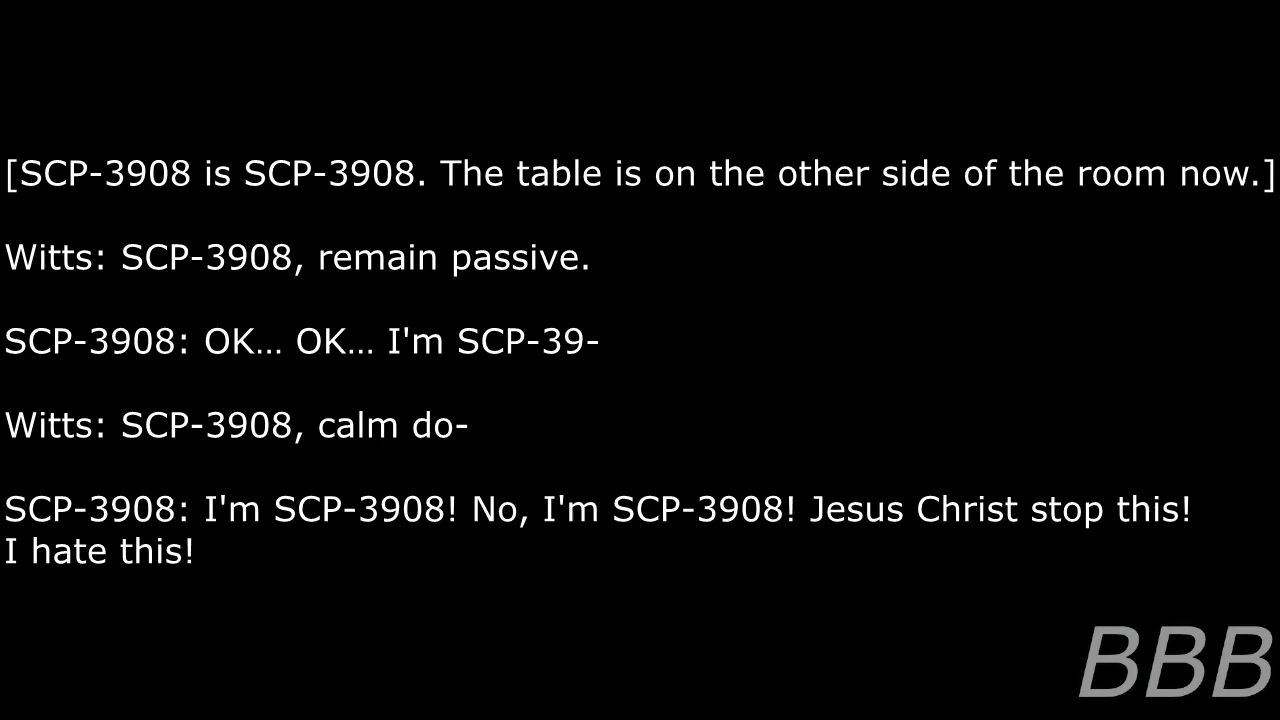 [SCP-3908 is SCP-3908. The table is on the other side of the room now.]
Witts: SCP-3908, remain passive.
SCP-3908: OK… OK… I'm SCP-39-
Witts: SCP-3908, calm do-
SCP-3908: I'm SCP-3908! No, I'm SCP-3908! Jesus Christ stop this!
I hate this!
BBB